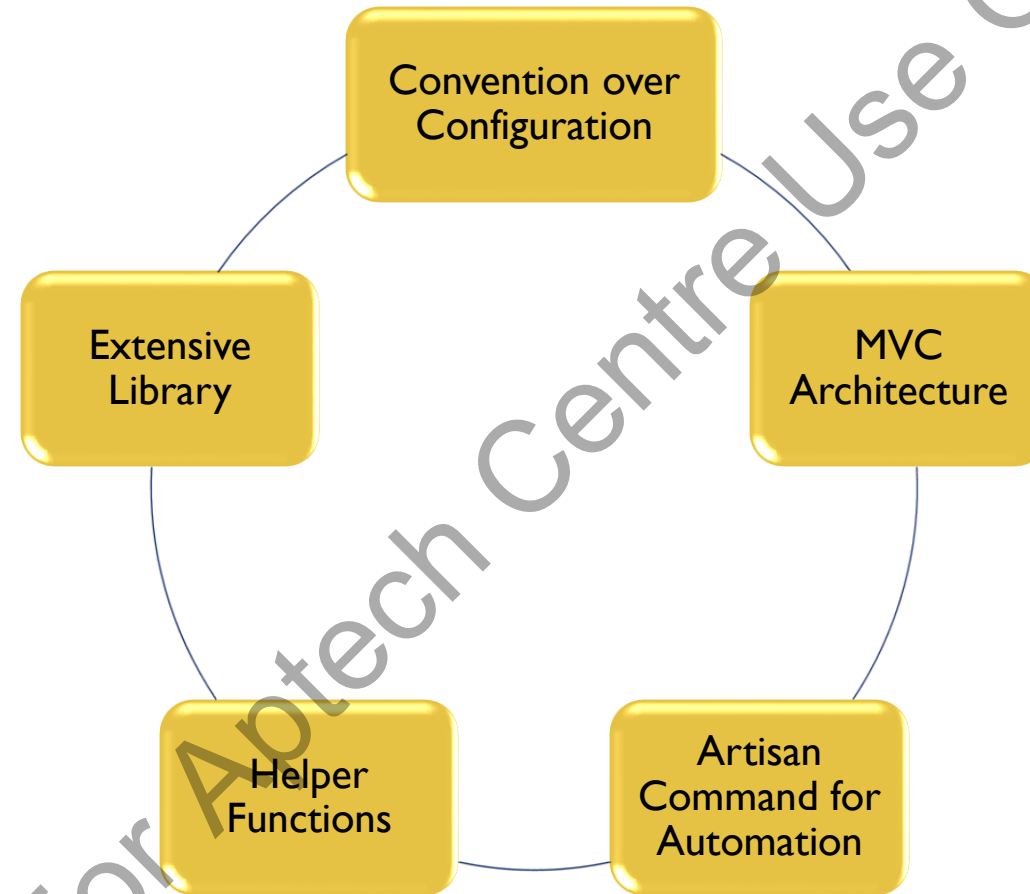 Convention over
Configuration
Extensive
Library
MVC
Architecture
Helper
Functions
Artisan
Command for
Automation
for Aptech Centre Use